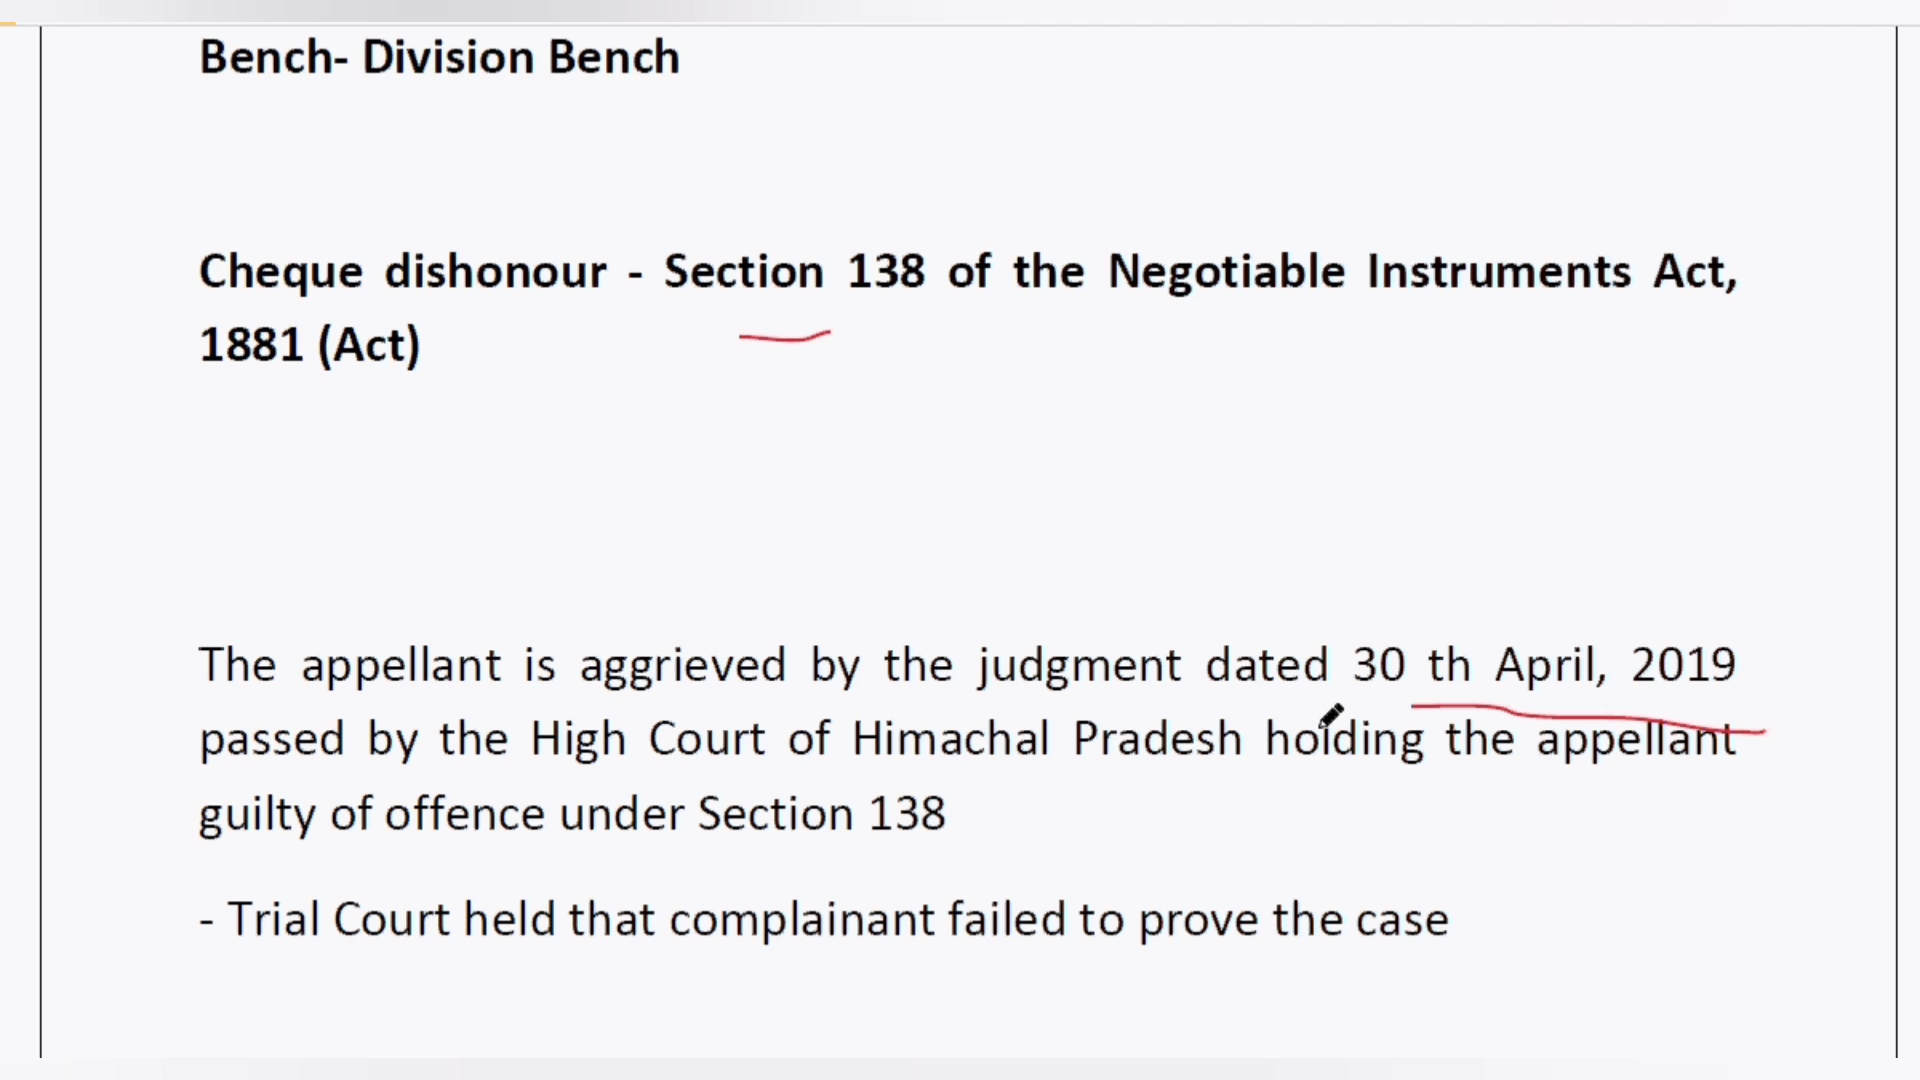 Bench- Division Bench
Cheque dishonour - Section 138 of the Negotiable Instruments Act,
1881 (Act)
The appellant is aggrieved by the judgment dated 30 th April, 2019
passed by the High Court of Himachal Pradesh holding the appellant
guilty of offence under Section 138
- Trial Court held that complainant failed to prove the case